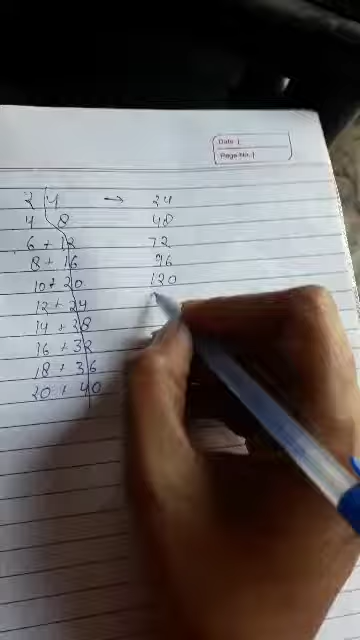 Date :
Page No. :
2 4 → 24
4 8 48
6 + 12 72
8 + 16 96
10 + 20 120
12 + 24
14 + 28
16 + 32
18 + 36
20 + 40